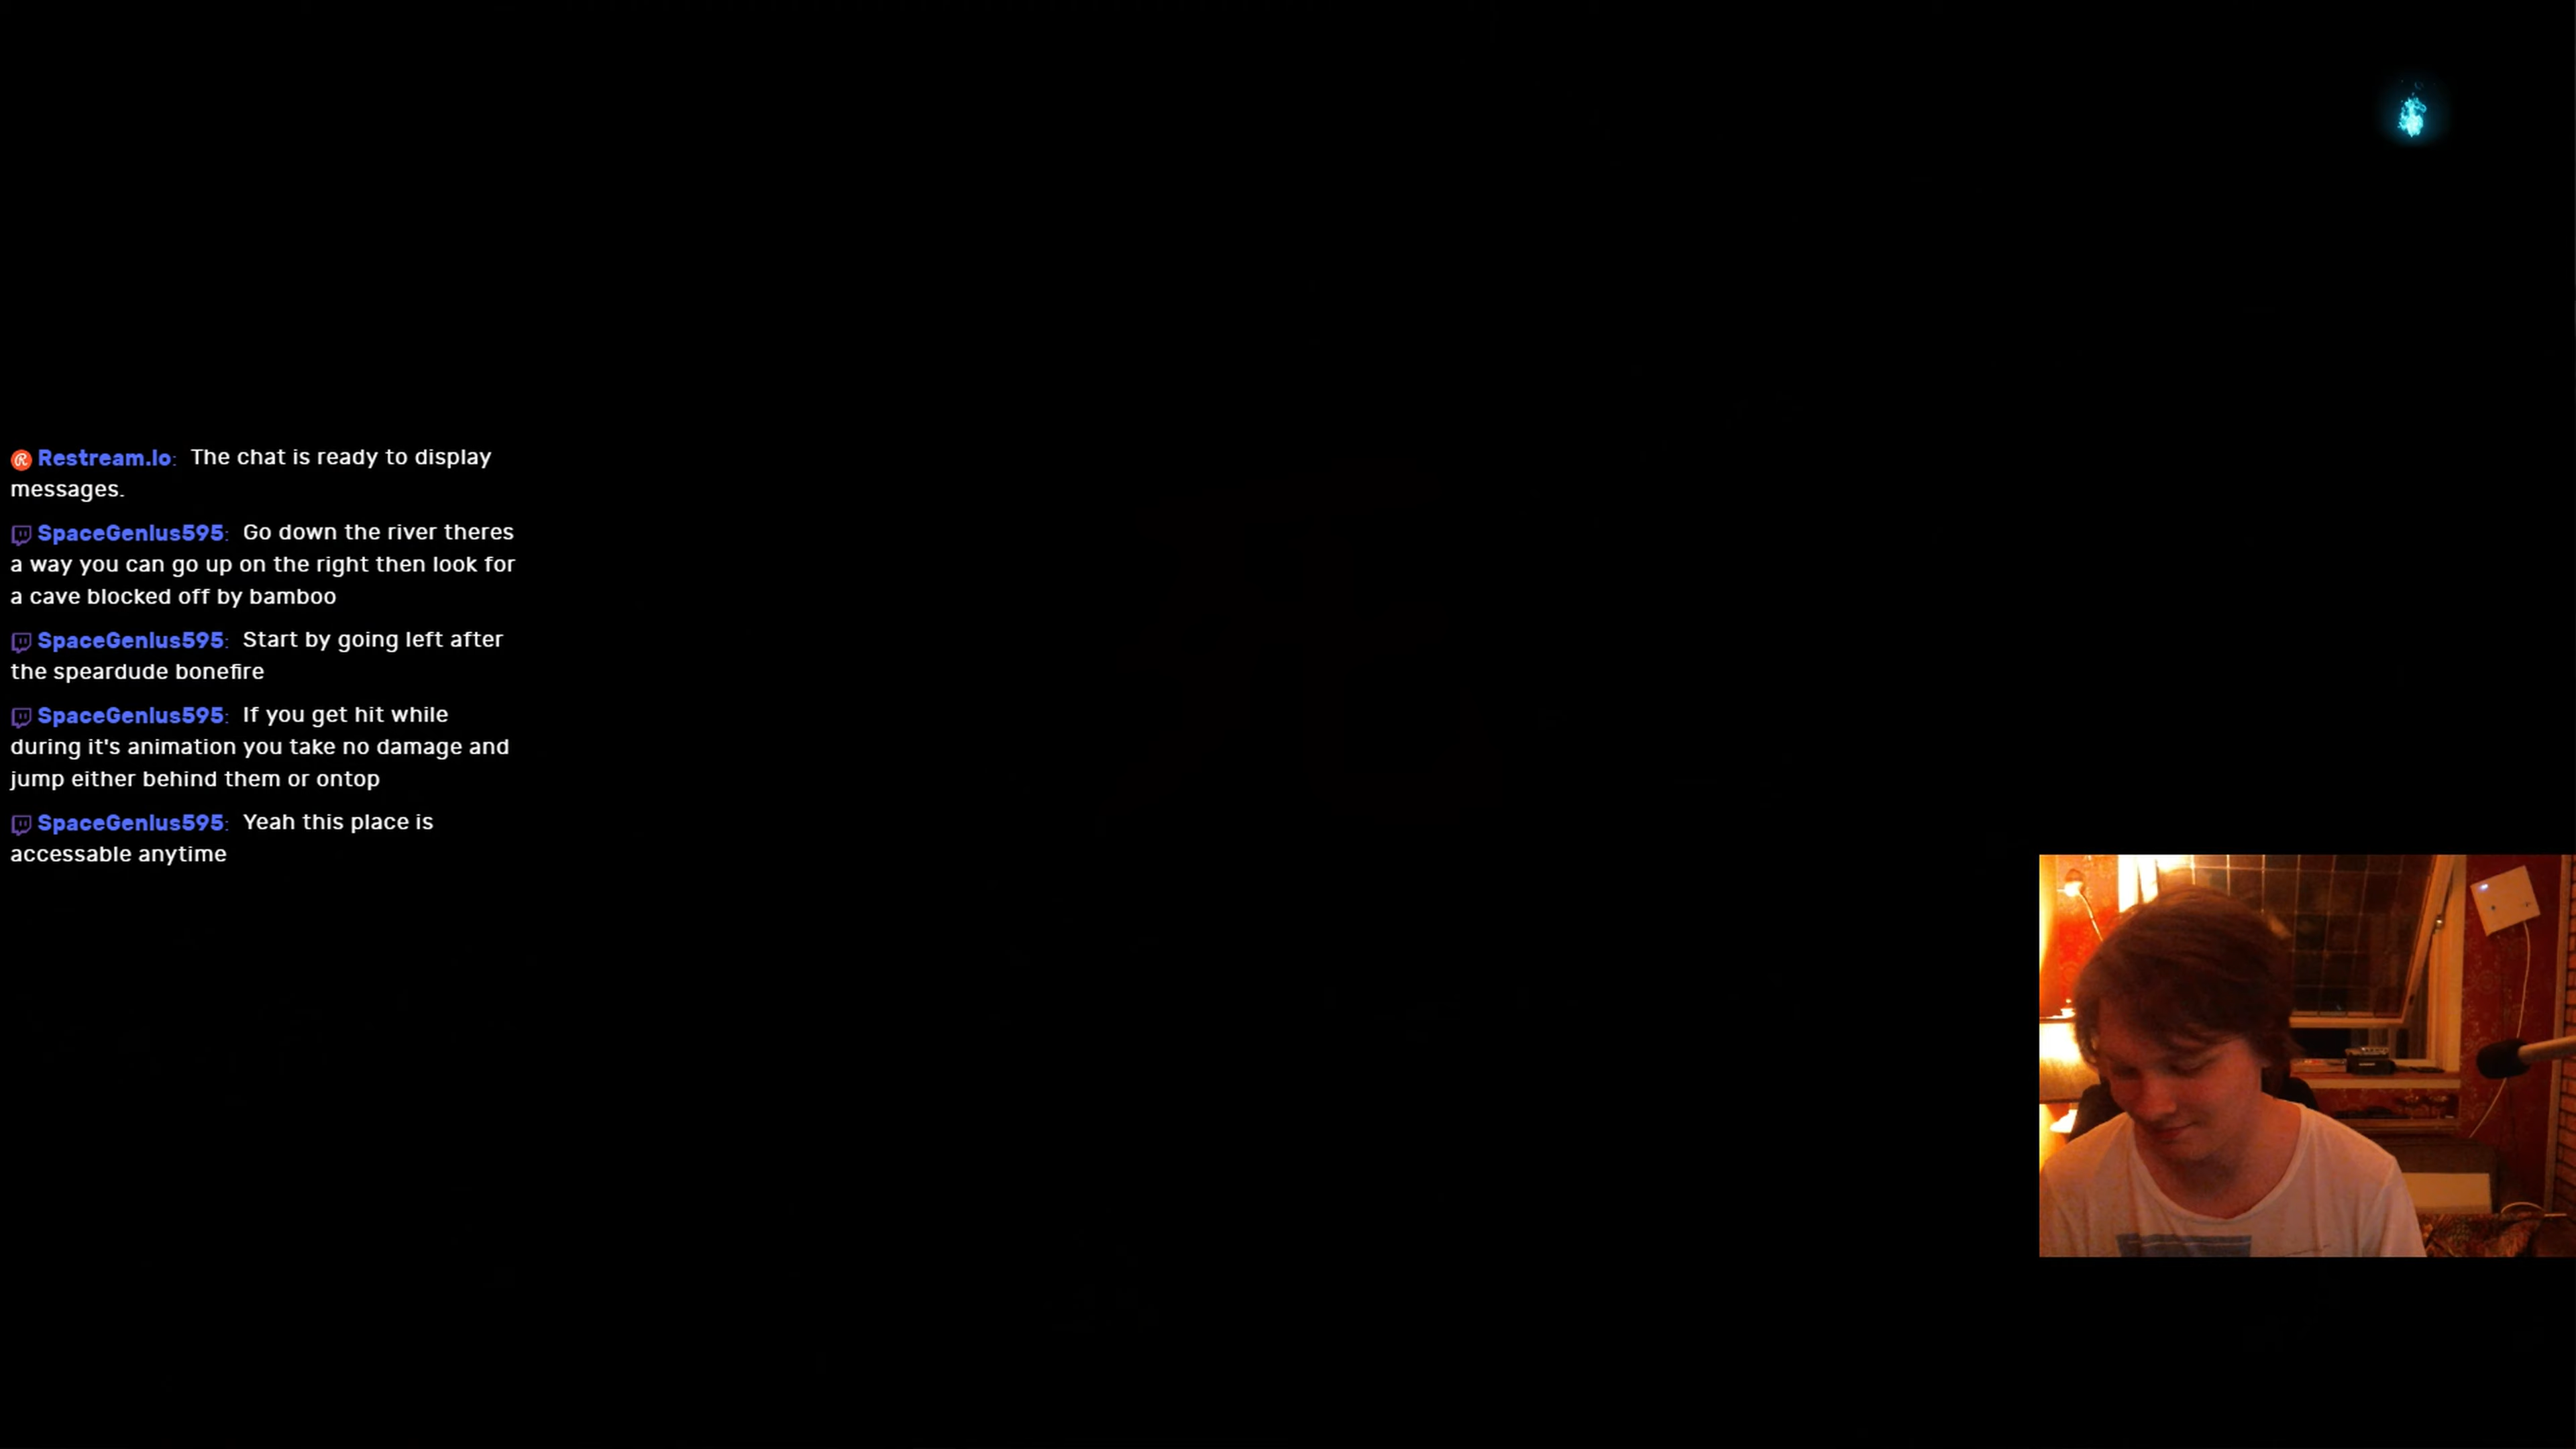 Restream.Io: The chat is ready to display
messages.
SpaceGenIus595: Go down the river theres
a way you can go up on the right then look for
a cave blocked off by bamboo
SpaceGenIus595: Start by going left after
the speardude bonefire
SpaceGenIus595: If you get hit while
during it's animation you take no damage and
jump either behind them or ontop
SpaceGenIus595: Yeah this place is
accessable anytime